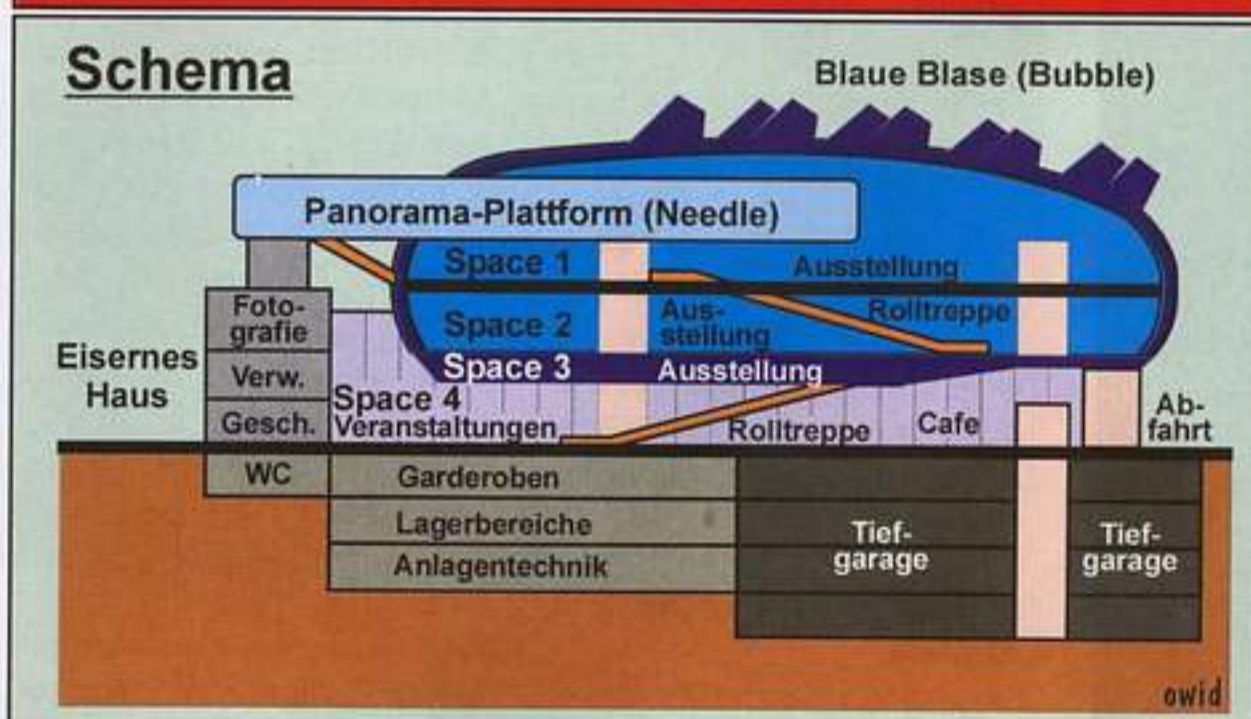 Schema
Blaue Blase (Bubble)
Panorama-Plattform (Needle)
Space 1
Ausstellung
Foto-
grafie
Space 2
Aus-
stellung
Rolltreppe
Eisernes
Haus
Verw.
Space 3
Ausstellung
Gesch.
Space 4
Veranstaltungen
Rolltreppe
Cafe
Ab-
fahrt
WC
Garderoben
Lagerbereiche
Anlagentechnik
Tief-
garage
Tief-
garage
owid